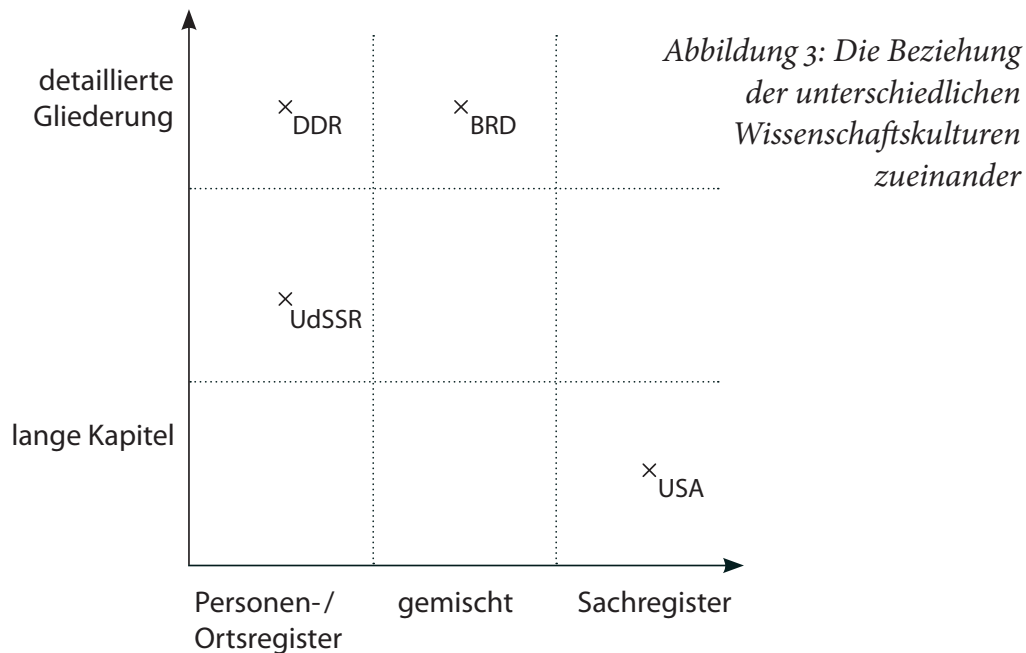 Abbildung 3: Die Beziehung
der unterschiedlichen
Wissenschaftskulturen
zueinander
detaillierte
Gliederung
DDR
BRD
UdSSR
lange Kapitel
USA
Personen-/
Ortsregister
gemischt
Sachregister